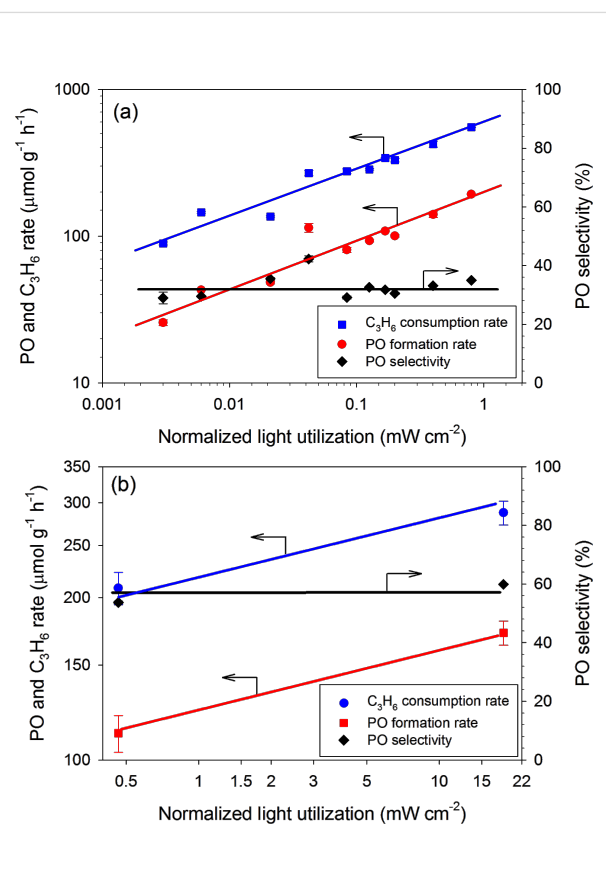 (a)
1000
100
10
PO and C₃H₆ rate (μmol g⁻¹ h⁻¹)
100
80
60
40
20
0
PO selectivity (%)
C₃H₆ consumption rate
PO formation rate
PO selectivity
0.001
0.01
0.1
1
Normalized light utilization (mW cm⁻²)
(b)
350
300
250
200
150
100
PO and C₃H₆ rate (μmol g⁻¹ h⁻¹)
100
80
60
40
20
0
PO selectivity (%)
C₃H₆ consumption rate
PO formation rate
PO selectivity
0.5
1
1.5
2
3
5
10
15
22
Normalized light utilization (mW cm⁻²)